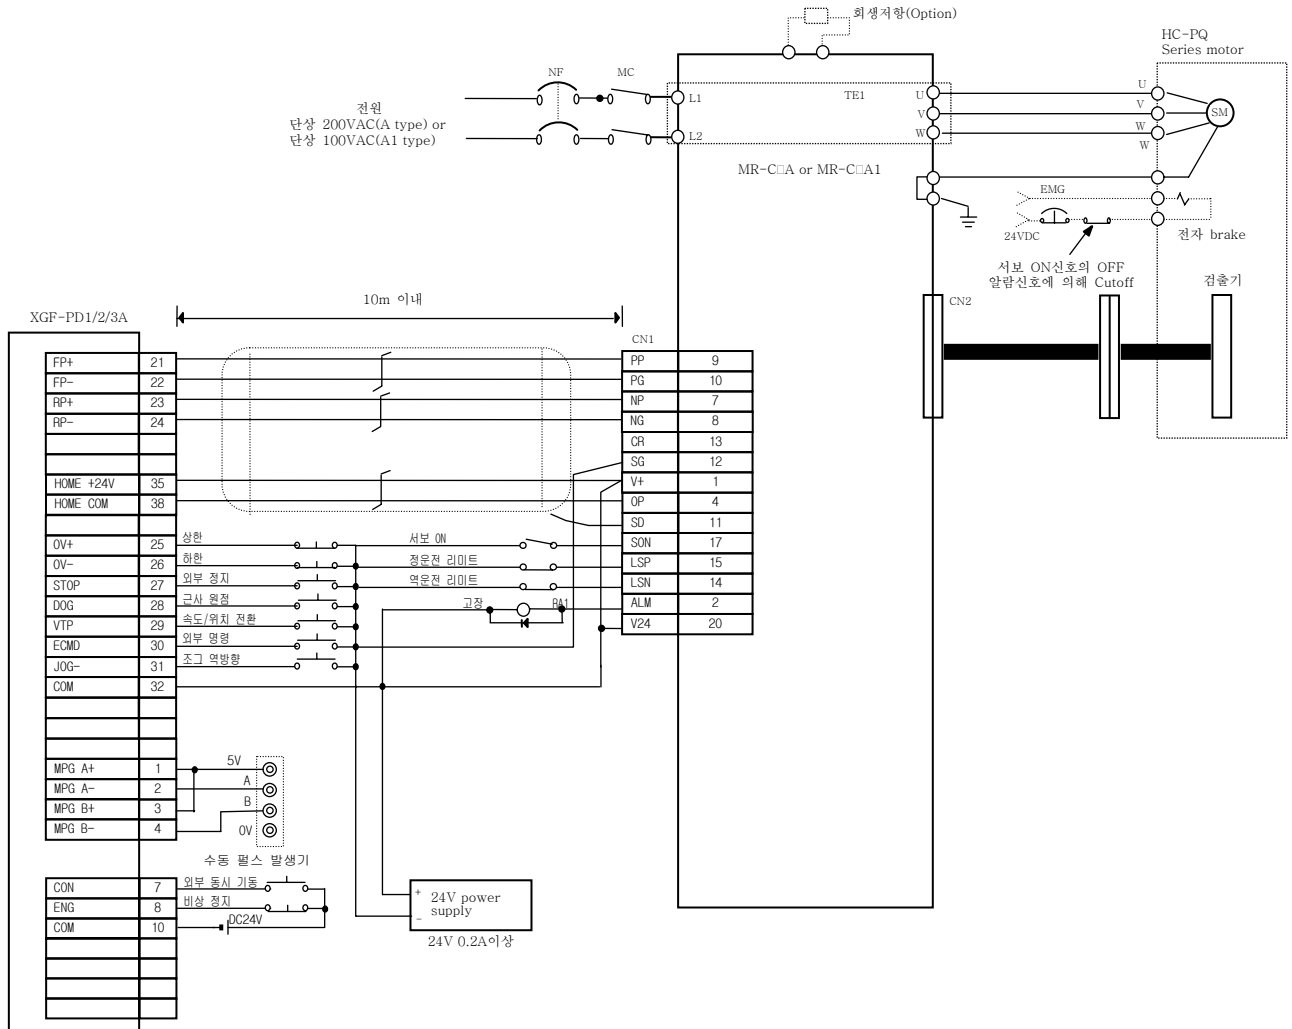 회생저항(Option)
HC-PQ
Series motor
NF
MC
L1
TE1
U
U
전원
단상 200VAC(A type) or
단상 100VAC(A1 type)
V
V
SM
L2
W
W
W
MR-C□A or MR-C□A1
EMG
24VDC
전자 brake
서보 ON신호의 OFF
알람신호에 의해 Cutoff
검출기
CN2
10m 이내
XGF-PD1/2/3A
CN1
FP+ 21
PP 9
FP- 22
PG 10
RP+ 23
NP 7
RP- 24
NG 8
CR 13
SG 12
HOME +24V 35
V+ 1
HOME COM 38
OP 4
SD 11
OV+ 25 상한
서보 ON
SON 17
OV- 26 하한
정운전 리미트
LSP 15
STOP 27 외부 정지
역운전 리미트
LSN 14
DOG 28 근사 원점
고장
RA1
ALM 2
VTP 29 속도/위치 전환
V24 20
ECMD 30 외부 명령
JOG- 31 조그 역방향
COM 32
MPG A+ 1
5V
MPG A- 2
A
MPG B+ 3
B
MPG B- 4
0V
수동 펄스 발생기
CON 7 외부 동시 기동
ENG 8 비상 정지
COM 10
DC24V
+
24V power
supply
-
24V 0.2A이상